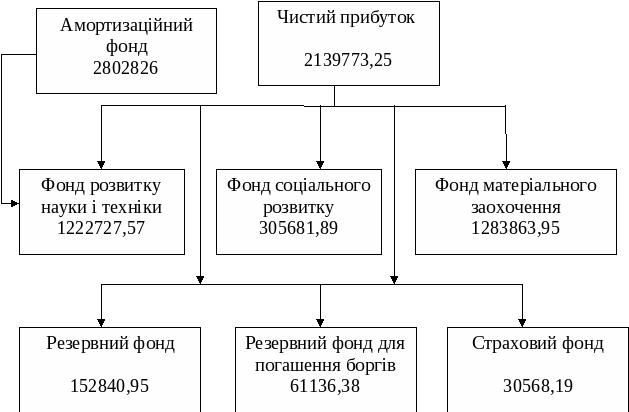 Амортизаційний
фонд
2802826
Чистий прибуток
2139773,25
Фонд розвитку
науки і техніки
1222727,57
Фонд соціального
розвитку
305681,89
Фонд матеріального
заохочення
1283863,95
Резервний фонд
152840,95
Резервний фонд для
погашення боргів
61136,38
Страховий фонд
30568,19